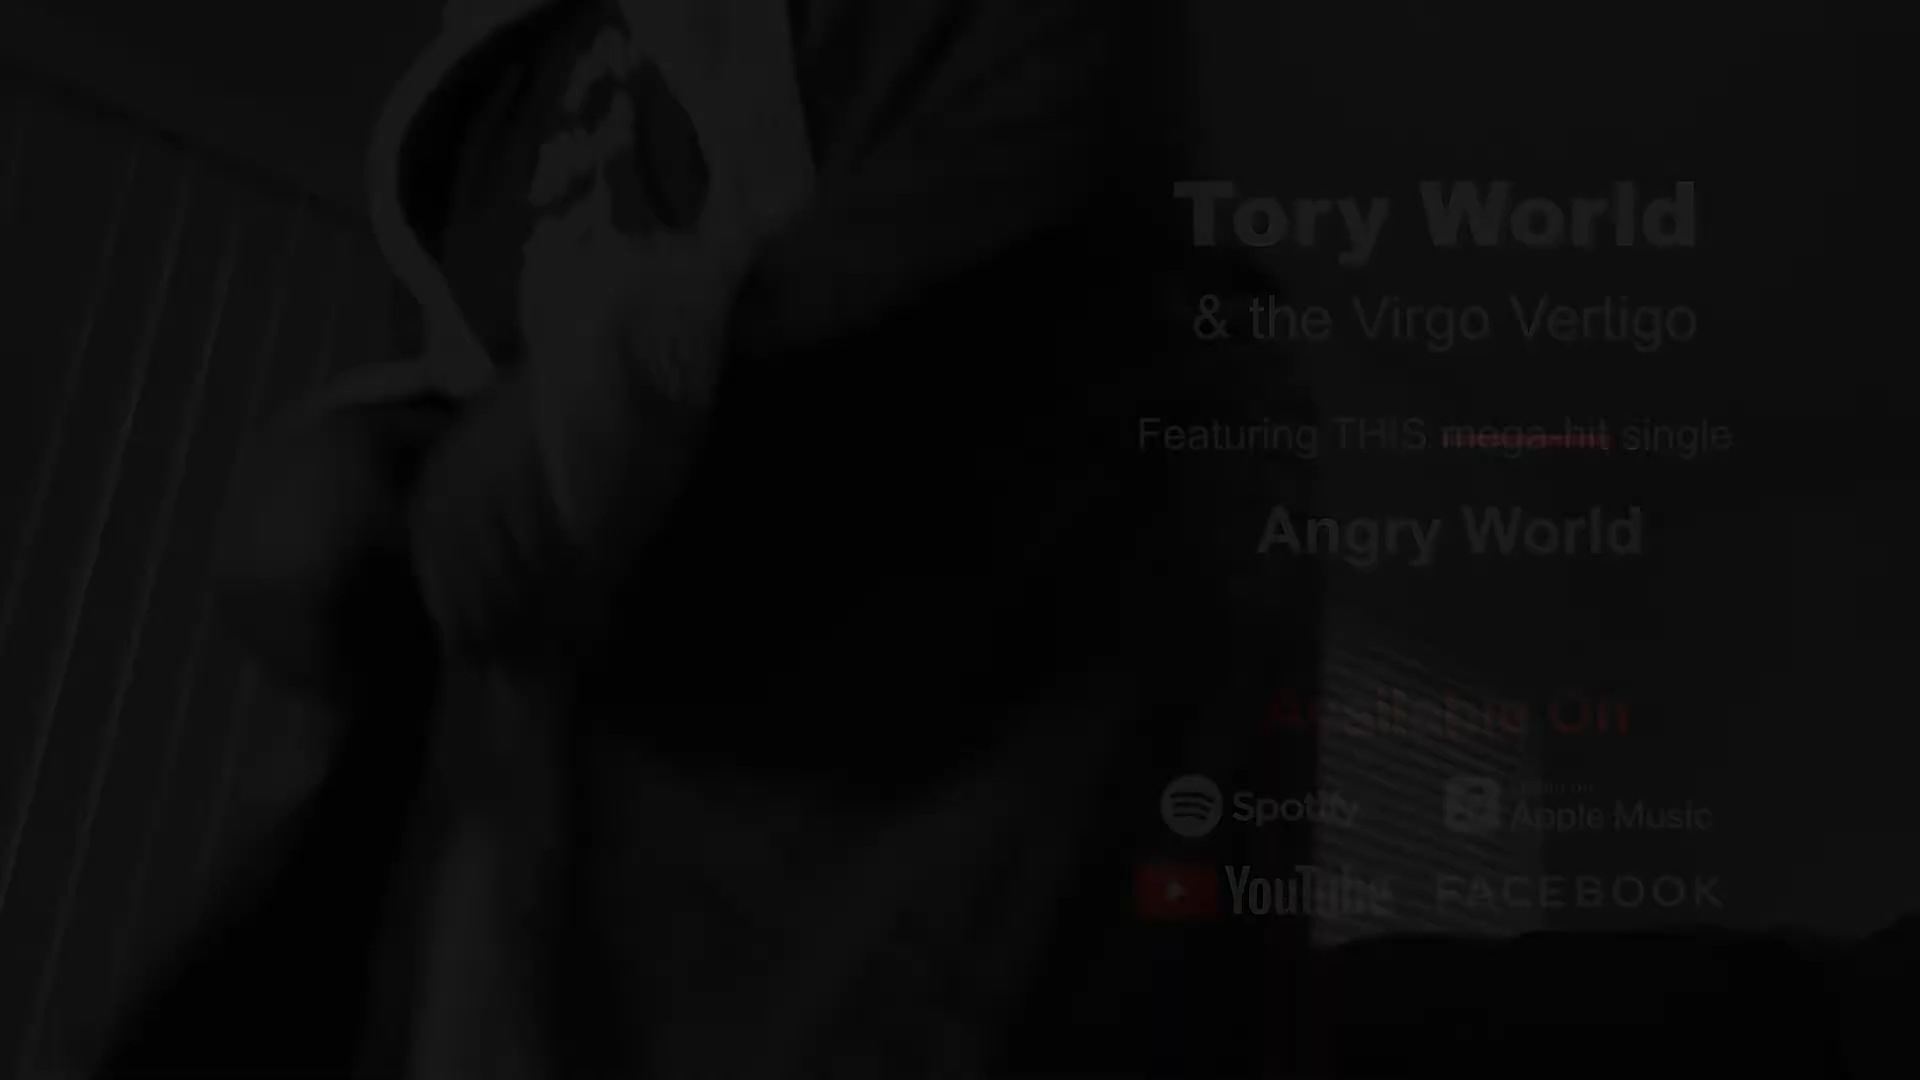 Tory World
& the Virgo Vertigo
Featuring THIS mega-hit single
Angry World
Available On
Spotify
Apple Music
YouTube
FACEBOOK